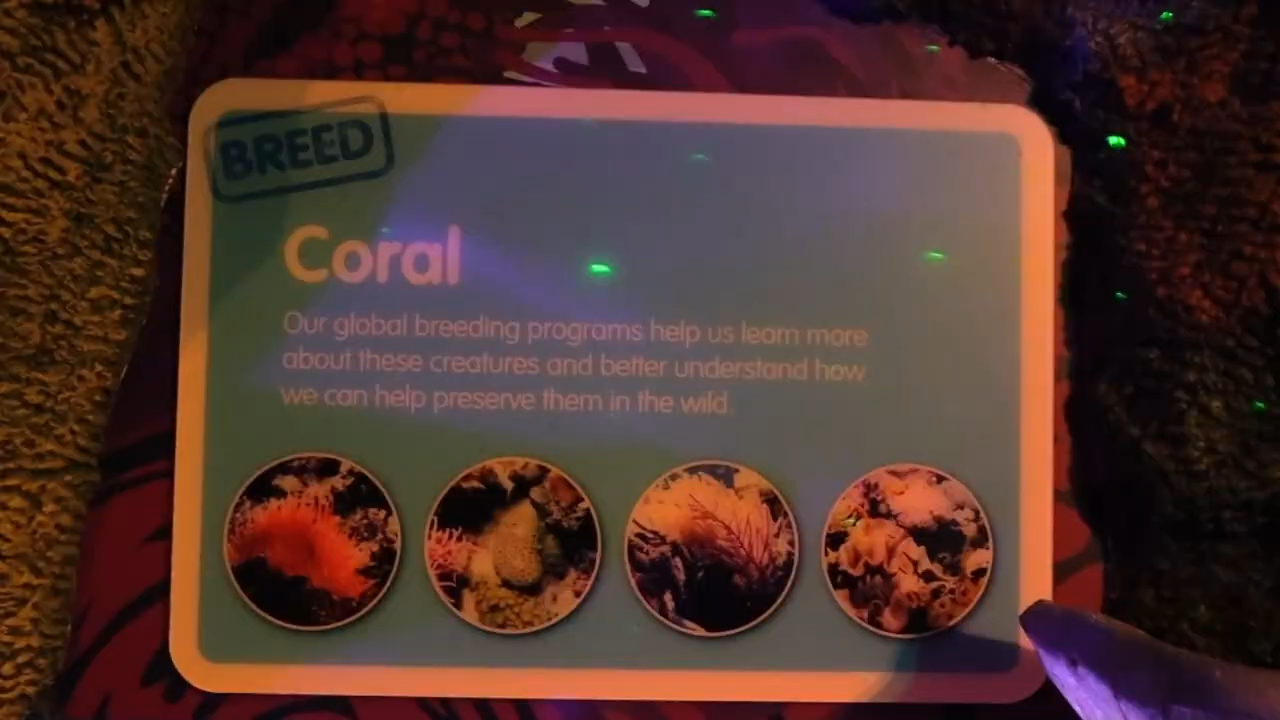 BREED
Coral
Our global breeding programs help us learn more
about these creatures and better understand how
we can help preserve them in the wild.